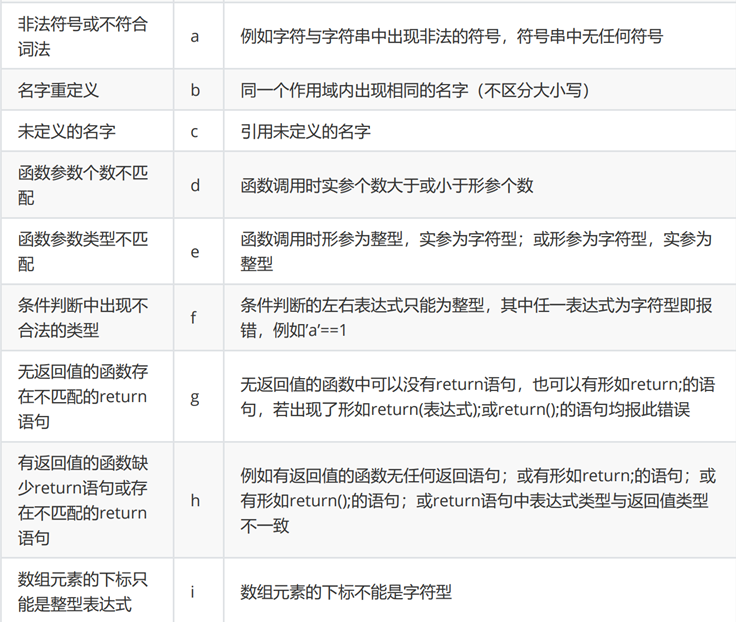 非法符号或不符合
词法
a
例如字符与字符串中出现非法的符号，符号串中无任何符号
名字重定义
b
同一个作用域内出现相同的名字（不区分大小写）
未定义的名字
c
引用未定义的名字
函数参数个数不匹
配
d
函数调用时实参个数大于或小于形参个数
函数参数类型不匹
配
e
函数调用时形参为整型，实参为字符型；或形参为字符型，实参为
整型
条件判断中出现不
合法的类型
f
条件判断的左右表达式只能为整型，其中任一表达式为字符型即报
错，例如’a’==1
无返回值的函数存
在不匹配的return
语句
g
无返回值的函数中可以没有return语句，也可以有形如return;的语
句，若出现了形如return(表达式);或return();的语句均报此错误
有返回值的函数缺
少return语句或存
在不匹配的return
语句
h
例如有返回值的函数无任何返回语句；或有形如return;的语句；或
有形如return();的语句；或return语句中表达式类型与返回值类型
不一致
数组元素的下标只
能是整型表达式
i
数组元素的下标不能是字符型